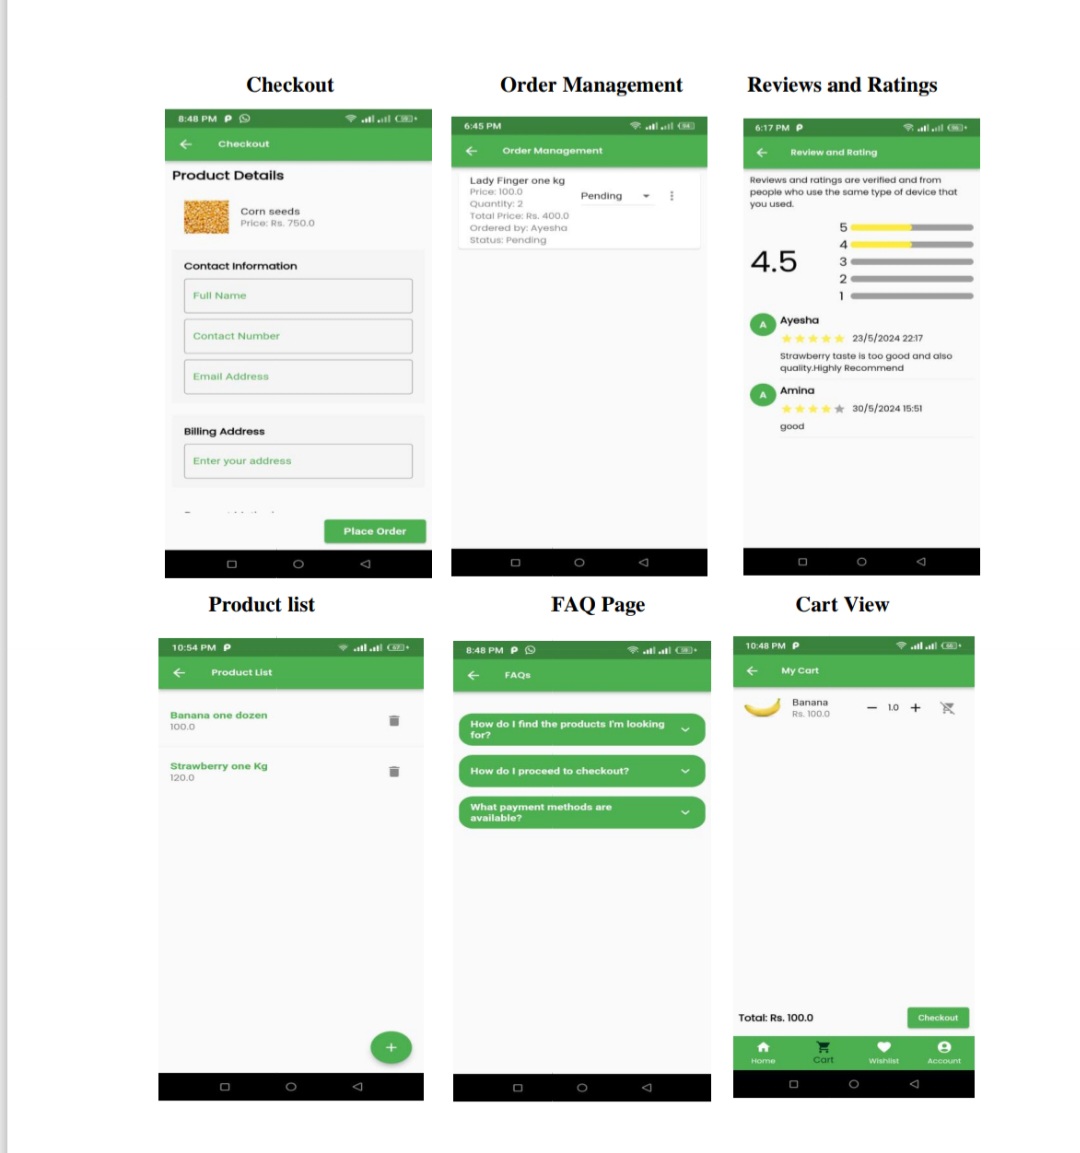 Checkout
Order Management
Reviews and Ratings
8:48 PM P
Checkout
Product Details
Corn seeds
Price: Rs. 750.0
Contact Information
Full Name
Contact Number
Email Address
Billing Address
Enter your address
Place Order
6:45 PM
Order Management
Lady Finger one kg
Price: 100.0
Quantity: 2
Total Price: Rs. 400.0
Ordered by: Ayesha
Status: Pending
Pending
6:17 PM P
Review and Rating
Reviews and ratings are verified and from
people who use the same type of device that
you used.
4.5
5
4
3
2
1
A
Ayesha
23/5/2024 22:17
Strawberry taste is too good and also
quality.Highly Recommend
A
Amina
30/5/2024 15:51
good
Product list
FAQ Page
Cart View
10:54 PM P
Product List
Banana one dozen
100.0
Strawberry one Kg
120.0
+
8:48 PM P
FAQs
How do I find the products I'm looking
for?
How do I proceed to checkout?
What payment methods are
available?
10:48 PM P
My Cart
Banana
Rs. 100.0
1.0
Total: Rs. 100.0
Checkout
Home
Cart
Wishlist
Account